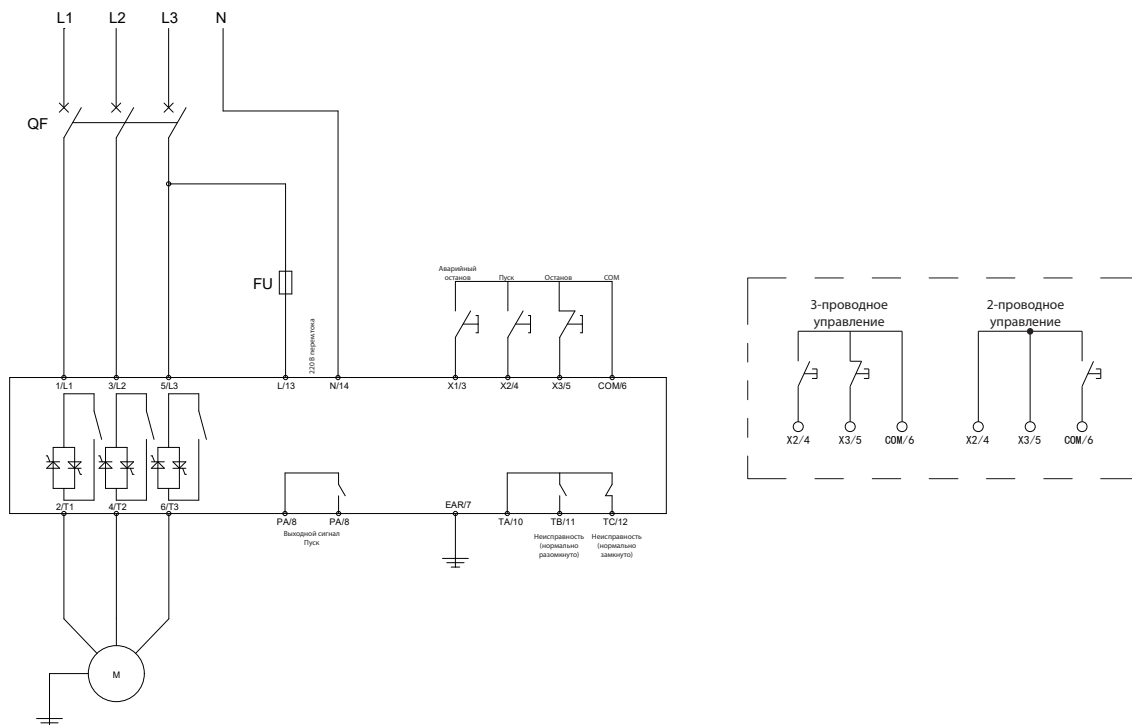 L1 L2 L3 N
QF
FU
220 В перем.тока
Аварийный
останов
Пуск
Останов
COM
1/L1 3/L2 5/L3 L/13 N/14 X1/3 X2/4 X3/5 COM/6
2/T1 4/T2 6/T3
PA/8 PA/8
Выходной сигнал
Пуск
EAR/7
TA/10 TB/11 TC/12
Неисправность
(нормально
разомкнуто)
Неисправность
(нормально
замкнуто)
M
3-проводное
управление
X2/4 X3/5 COM/6
2-проводное
управление
X2/4 X3/5 COM/6